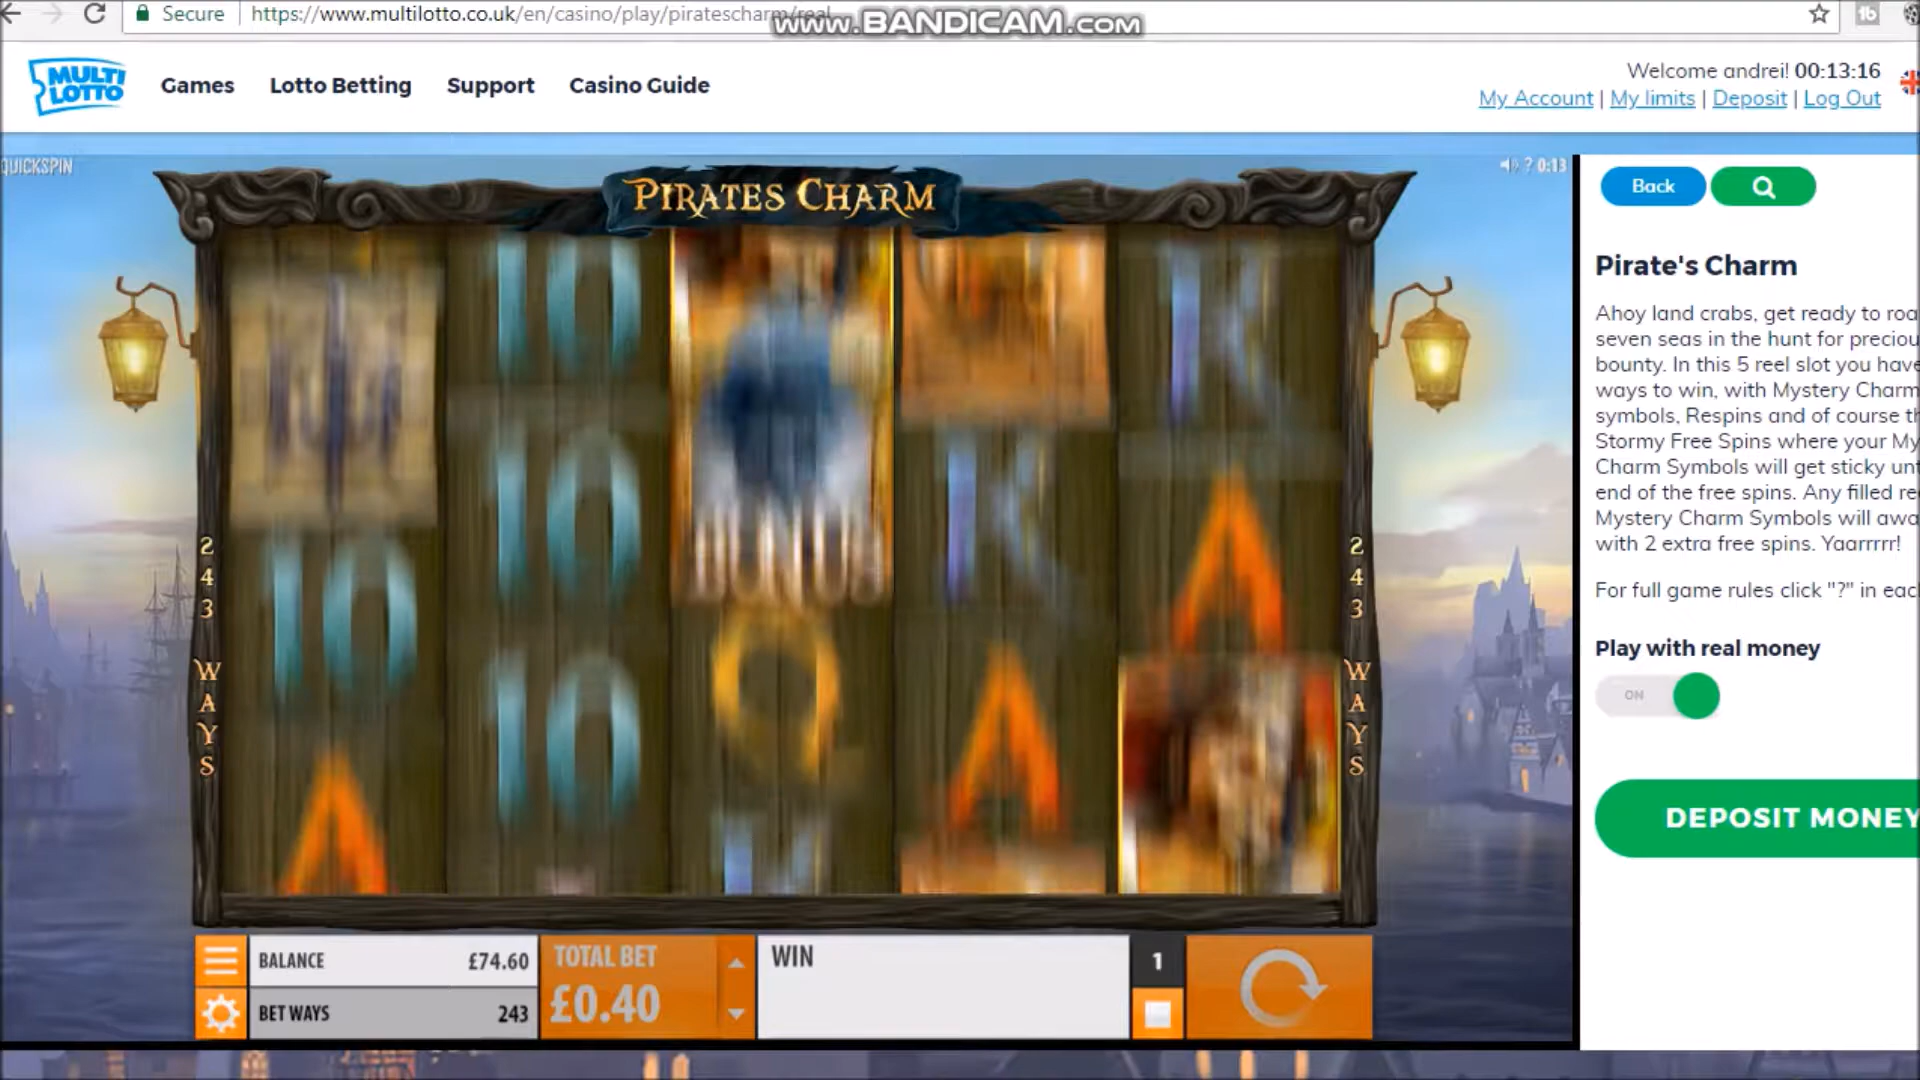 Secure https://www.multilotto.co.uk/en/casino/play/piratescharm/real
www.BANDICAM.com
MULTI
LOTTO
Games Lotto Betting Support Casino Guide
Welcome andrei! 00:13:16
My Account | My limits | Deposit | Log Out
QUICKSPIN
? 0:13
PIRATES CHARM
Back
Pirate's Charm
Ahoy land crabs, get ready to roa
seven seas in the hunt for preciou
bounty. In this 5 reel slot you have
ways to win, with Mystery Charm
symbols, Respins and of course th
Stormy Free Spins where your My
Charm Symbols will get sticky unt
end of the free spins. Any filled re
Mystery Charm Symbols will awa
with 2 extra free spins. Yaarrrrr!
For full game rules click "?" in eac
Play with real money
ON
DEPOSIT MONEY
10 K
10 K
BONUS
10 10 A
Q
10 A
A
243 WAYS
243 WAYS
BALANCE £74.60
BET WAYS 243
TOTAL BET
£0.40
WIN
1